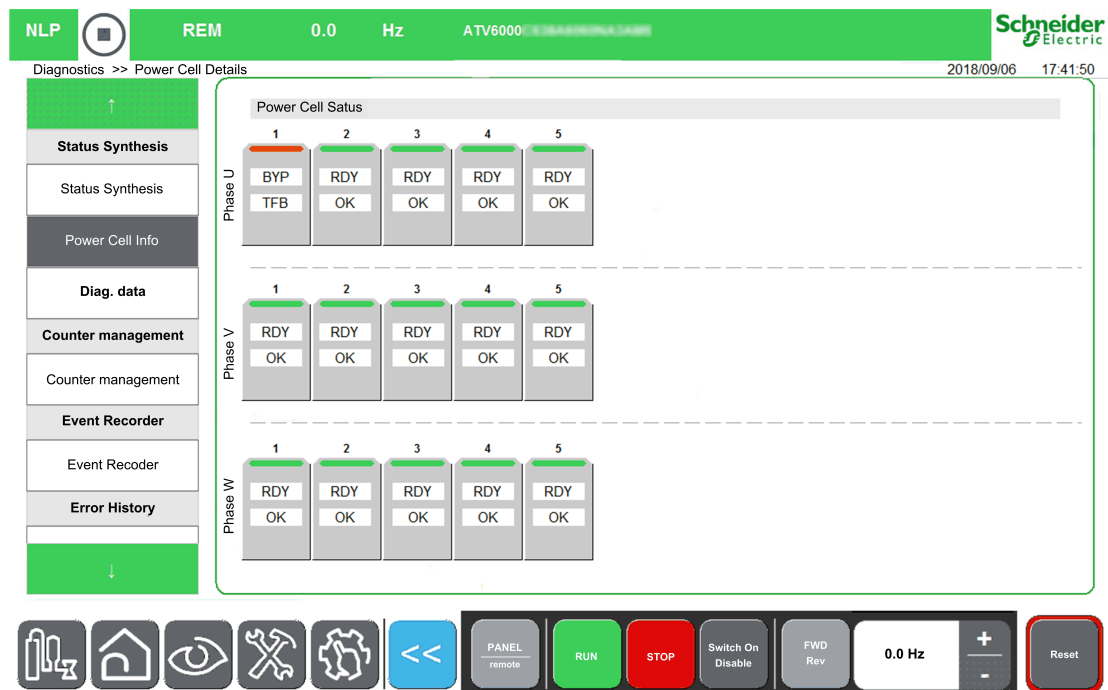 NLP
REM
0.0
Hz
ATV6000
Schneider
Electric
Diagnostics >> Power Cell Details
2018/09/06 17:41:50
↑
Status Synthesis
Status Synthesis
Power Cell Info
Diag. data
Counter management
Counter management
Event Recorder
Event Recoder
Error History
↓
Power Cell Satus
Phase U
1 2 3 4 5
BYP RDY RDY RDY RDY
TFB OK OK OK OK
Phase V
1 2 3 4 5
RDY RDY RDY RDY RDY
OK OK OK OK OK
Phase W
1 2 3 4 5
RDY RDY RDY RDY RDY
OK OK OK OK OK
<<
PANEL
remote
RUN
STOP
Switch On
Disable
FWD
Rev
0.0 Hz
+
-
Reset